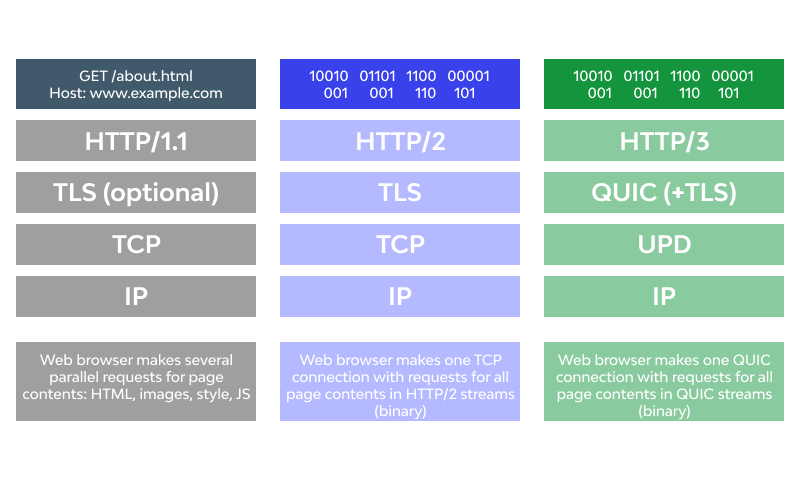 GET /about.html
Host: www.example.com
HTTP/1.1
TLS (optional)
TCP
IP
Web browser makes several
parallel requests for page
contents: HTML, images, style, JS
10010 01101 1100 00001
001 001 110 101
HTTP/2
TLS
TCP
IP
Web browser makes one TCP
connection with requests for all
page contents in HTTP/2 streams
(binary)
10010 01101 1100 00001
001 001 110 101
HTTP/3
QUIC (+TLS)
UPD
IP
Web browser makes one QUIC
connection with requests for all
page contents in QUIC streams
(binary)